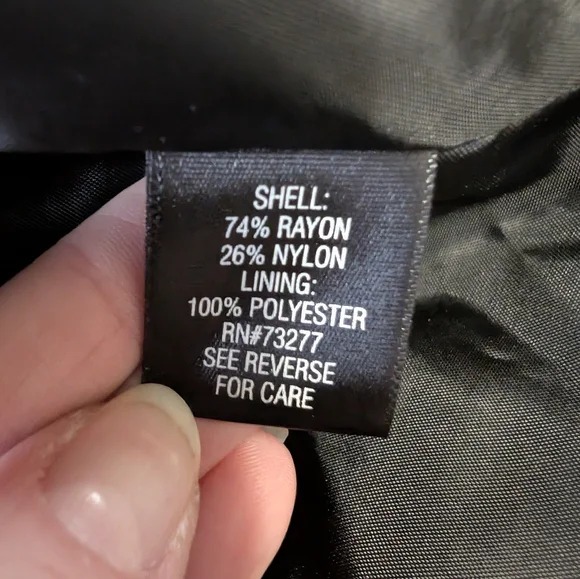 SHELL:
74% RAYON
26% NYLON
LINING:
100% POLYESTER
RN#73277
SEE REVERSE
FOR CARE